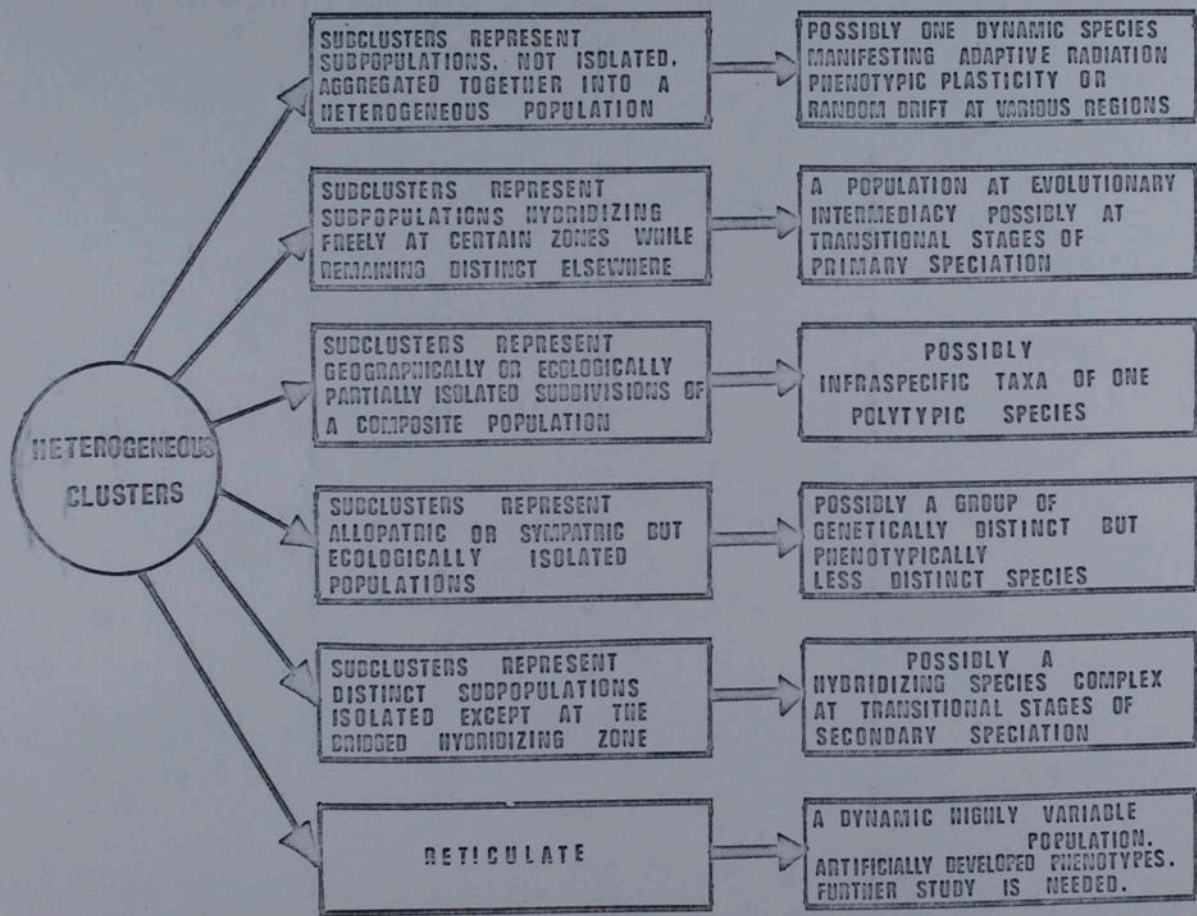 SUBCLUSTERS REPRESENT
SUBPOPULATIONS, NOT ISOLATED,
AGGREGATED TOGETHER INTO A
HETEROGENEOUS POPULATION
POSSIBLY ONE DYNAMIC SPECIES
MANIFESTING ADAPTIVE RADIATION
PHENOTYPIC PLASTICITY OR
RANDOM DRIFT AT VARIOUS REGIONS
SUBCLUSTERS REPRESENT
SUBPOPULATIONS HYBRIDIZING
FREELY AT CERTAIN ZONES WHILE
REMAINING DISTINCT ELSEWHERE
A POPULATION AT EVOLUTIONARY
INTERMEDIACY POSSIBLY AT
TRANSITIONAL STAGES OF
PRIMARY SPECIATION
SUBCLUSTERS REPRESENT
GEOGRAPHICALLY OR ECOLOGICALLY
PARTIALLY ISOLATED SUBDIVISIONS OF
A COMPOSITE POPULATION
POSSIBLY
INFRASPECIFIC TAXA OF ONE
POLYTYPIC SPECIES
HETEROGENEOUS
CLUSTERS
SUBCLUSTERS REPRESENT
ALLOPATRIC OR SYMPATRIC BUT
ECOLOGICALLY ISOLATED
POPULATIONS
POSSIBLY A GROUP OF
GENETICALLY DISTINCT BUT
PHENOTYPICALLY
LESS DISTINCT SPECIES
SUBCLUSTERS REPRESENT
DISTINCT SUBPOPULATIONS
ISOLATED EXCEPT AT THE
BRIDGED HYBRIDIZING ZONE
POSSIBLY A
HYBRIDIZING SPECIES COMPLEX
AT TRANSITIONAL STAGES OF
SECONDARY SPECIATION
RETICULATE
A DYNAMIC HIGHLY VARIABLE
POPULATION.
ARTIFICIALLY DEVELOPED PHENOTYPES.
FURTHER STUDY IS NEEDED.